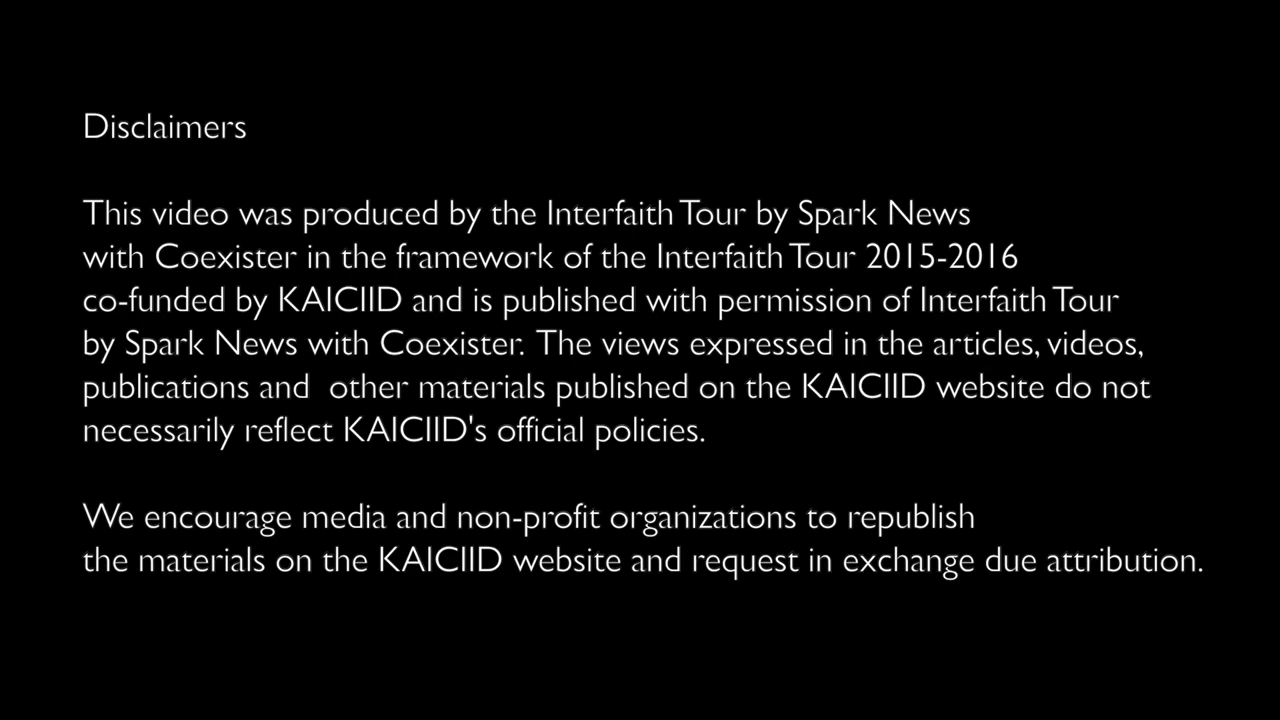 Disclaimers
This video was produced by the Interfaith Tour by Spark News
with Coexister in the framework of the Interfaith Tour 2015-2016
co-funded by KAICIID and is published with permission of Interfaith Tour
by Spark News with Coexister. The views expressed in the articles, videos,
publications and  other materials published on the KAICIID website do not
necessarily reflect KAICIID's official policies.
We encourage media and non-profit organizations to republish
the materials on the KAICIID website and request in exchange due attribution.